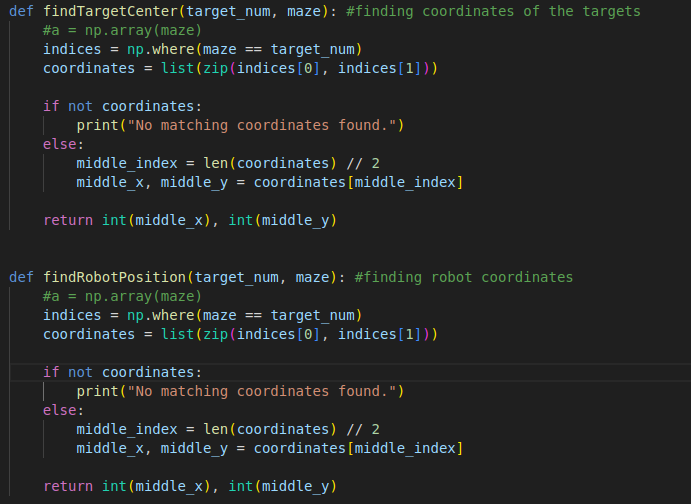 def findTargetCenter(target_num, maze): #finding coordinates of the targets
    #a = np.array(maze)
    indices = np.where(maze == target_num)
    coordinates = list(zip(indices[0], indices[1]))

    if not coordinates:
        print("No matching coordinates found.")
    else:
        middle_index = len(coordinates) // 2
        middle_x, middle_y = coordinates[middle_index]

    return int(middle_x), int(middle_y)


def findRobotPosition(target_num, maze): #finding robot coordinates
    #a = np.array(maze)
    indices = np.where(maze == target_num)
    coordinates = list(zip(indices[0], indices[1]))

    if not coordinates:
        print("No matching coordinates found.")
    else:
        middle_index = len(coordinates) // 2
        middle_x, middle_y = coordinates[middle_index]

    return int(middle_x), int(middle_y)